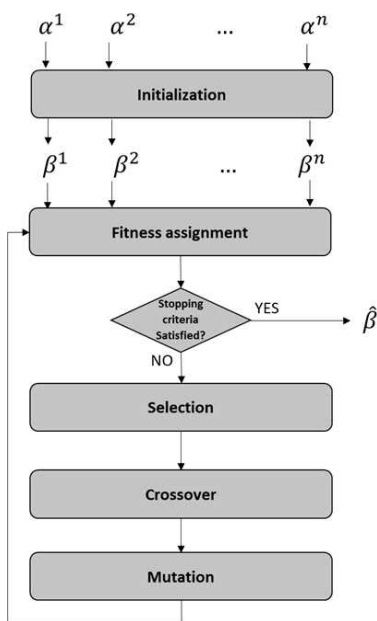 α¹ α² ... αⁿ
Initialization
β¹ β² ... βⁿ
Fitness assignment
Stopping
criteria
Satisfied?
YES
β̂
NO
Selection
Crossover
Mutation